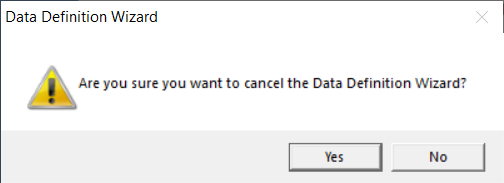 Data Definition Wizard
Are you sure you want to cancel the Data Definition Wizard?
Yes No